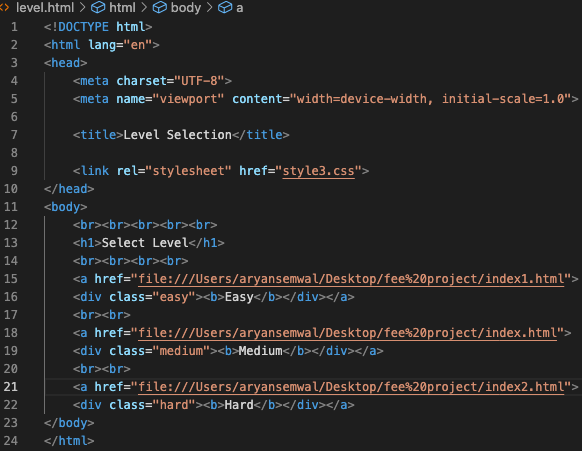 level.html > html > body > a
1 <!DOCTYPE html>
2 <html lang="en">
3 <head>
4 <meta charset="UTF-8">
5 <meta name="viewport" content="width=device-width, initial-scale=1.0">
6
7 <title>Level Selection</title>
8
9 <link rel="stylesheet" href="style3.css">
10 </head>
11 <body>
12 <br><br><br><br><br>
13 <h1>Select Level</h1>
14 <br><br><br><br>
15 <a href="file:///Users/aryansemwal/Desktop/fee%20project/index1.html">
16 <div class="easy"><b>Easy</b></div></a>
17 <br><br>
18 <a href="file:///Users/aryansemwal/Desktop/fee%20project/index.html">
19 <div class="medium"><b>Medium</b></div></a>
20 <br><br>
21 <a href="file:///Users/aryansemwal/Desktop/fee%20project/index2.html">
22 <div class="hard"><b>Hard</b></div></a>
23 </body>
24 </html>